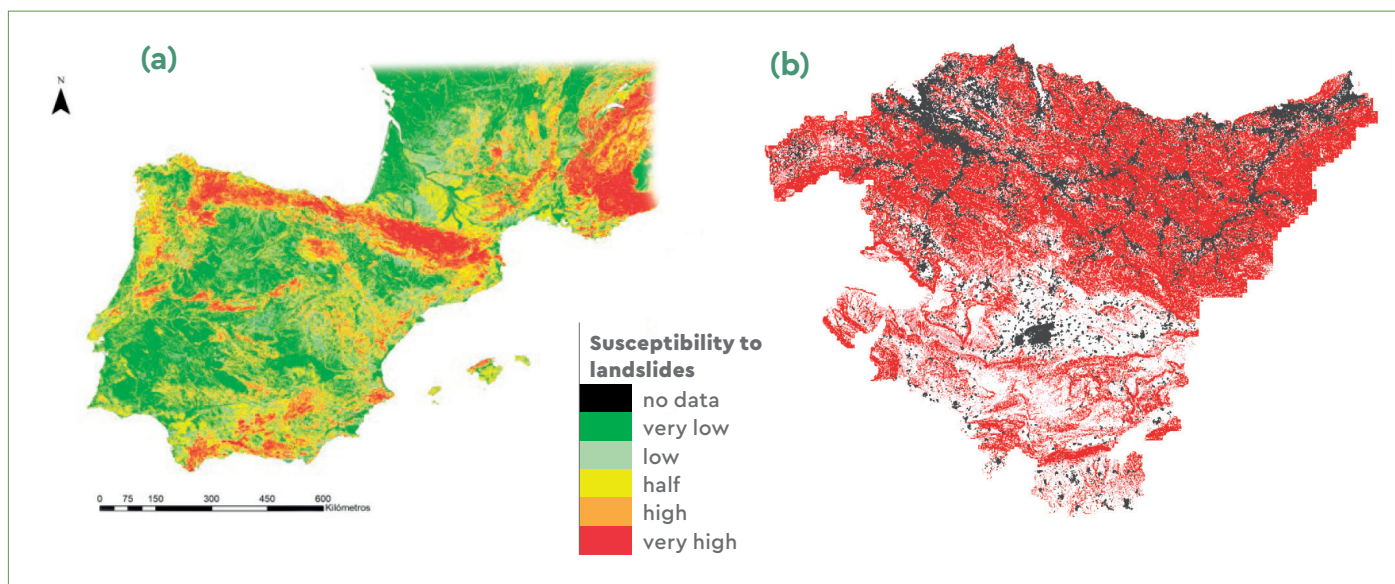 (a)
(b)
N
Susceptibility to
landslides
no data
very low
low
half
high
very high
0 75 150 300 450 600
Kilómetros